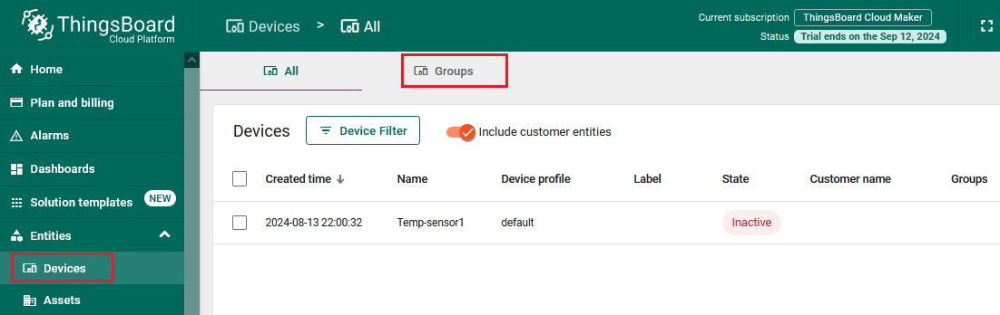 ThingsBoard
Cloud Platform
Devices > All
Current subscription ThingsBoard Cloud Maker
Status Trial ends on the Sep 12, 2024
Home
Plan and billing
Alarms
Dashboards
Solution templates NEW
Entities
Devices
Assets
All Groups
Devices Device Filter Include customer entities
Created time Name Device profile Label State Customer name Groups
2024-08-13 22:00:32 Temp-sensor1 default Inactive